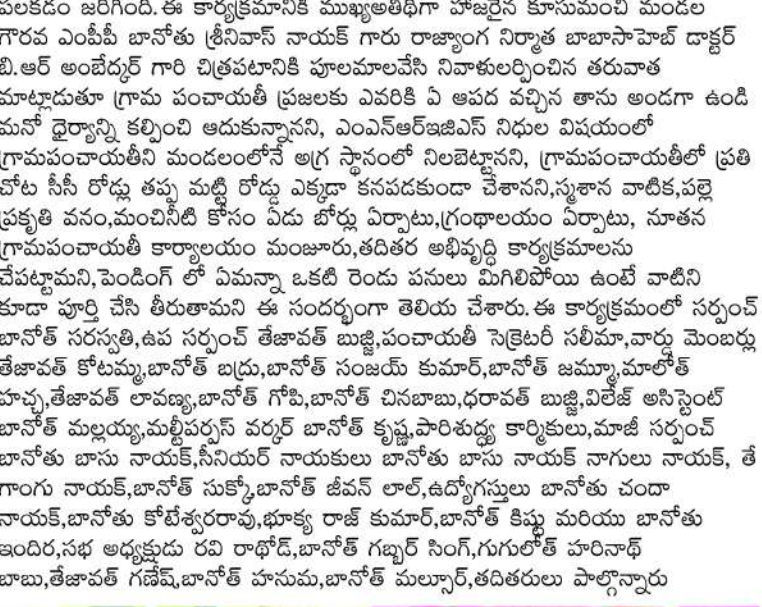 పలకడం జరిగింది. ఈ కార్యక్రమానికి ముఖ్యఅతిథిగా హాజరైన కూసుమంచి మండల
గౌరవ ఎంపీపీ బానోతు శ్రీనివాస్ నాయక్ గారు రాజ్యాంగ నిర్మాత బాబాసాహెబ్ డాక్టర్
బి.ఆర్ అంబేద్కర్ గారి చిత్రపటానికి పూలమాలవేసి నివాళులర్పించిన తరువాత
మాట్లాడుతూ గ్రామ పంచాయతీ ప్రజలకు ఎవరికి ఏ ఆపద వచ్చిన తాను అండగా ఉండి
మనో ధైర్యాన్ని కల్పించి ఆదుకున్నానని, ఎంఎన్ఆర్ఇజిఎస్ నిధుల విషయంలో
గ్రామపంచాయతీని మండలంలోనే అగ్ర స్థానంలో నిలబెట్టానని, గ్రామపంచాయతీలో ప్రతి
చోట సీసీ రోడ్లు తప్ప మట్టి రోడ్డు ఎక్కడా కనపడకుండా చేశానని,స్మశాన వాటిక,పల్లె
ప్రకృతి వనం,మంచినీటి కోసం ఏడు బోర్లు ఏర్పాటు,గ్రంథాలయం ఏర్పాటు, నూతన
గ్రామపంచాయతీ కార్యాలయం మంజూరు,తదితర అభివృద్ధి కార్యక్రమాలను
చేపట్టామని,పెండింగ్ లో ఏమన్నా ఒకటి రెండు పనులు మిగిలిపోయి ఉంటే వాటిని
కూడా పూర్తి చేసి తీరుతామని ఈ సందర్భంగా తెలియ చేశారు.ఈ కార్యక్రమంలో సర్పంచ్
బానోత్ సరస్వతి,ఉప సర్పంచ్ తేజావత్ బుజ్జి,పంచాయతీ సెక్రెటరీ సలీమా,వార్డు మెంబర్లు
తేజావత్ కోటమ్మ,బానోత్ బద్రు,బానోత్ సంజయ్ కుమార్,బానోత్ జమ్మూ,మాలోత్
హచ్చ,తేజావత్ లావణ్య,బానోత్ గోపి,బానోత్ చినబాబు,ధరావత్ బుజ్జి,విలేజ్ అసిస్టెంట్
బానోత్ మల్లయ్య,మల్టీపర్పస్ వర్కర్ బానోత్ కృష్ణ,పారిశుద్ధ్య కార్మికులు,మాజీ సర్పంచ్
బానోతు బాసు నాయక్,సీనియర్ నాయకులు బానోతు బాసు నాయక్ నాగులు నాయక్, తే
గాంగు నాయక్,బానోత్ సుక్కో,బానోత్ జీవన్ లాల్,ఉద్యోగస్తులు బానోతు చందా
నాయక్,బానోతు కోటేశ్వరరావు,భూక్య రాజ్ కుమార్,బానోత్ కిష్టు మరియు బానోతు
ఇందిర,సభ అధ్యక్షుడు రవి రాథోడ్,బానోత్ గబ్బర్ సింగ్,గుగులోత్ హరినాథ్
బాబు,తేజావత్ గణేష్,బానోత్ హనుమ,బానోత్ మల్సూర్,తదితరులు పాల్గొన్నారు